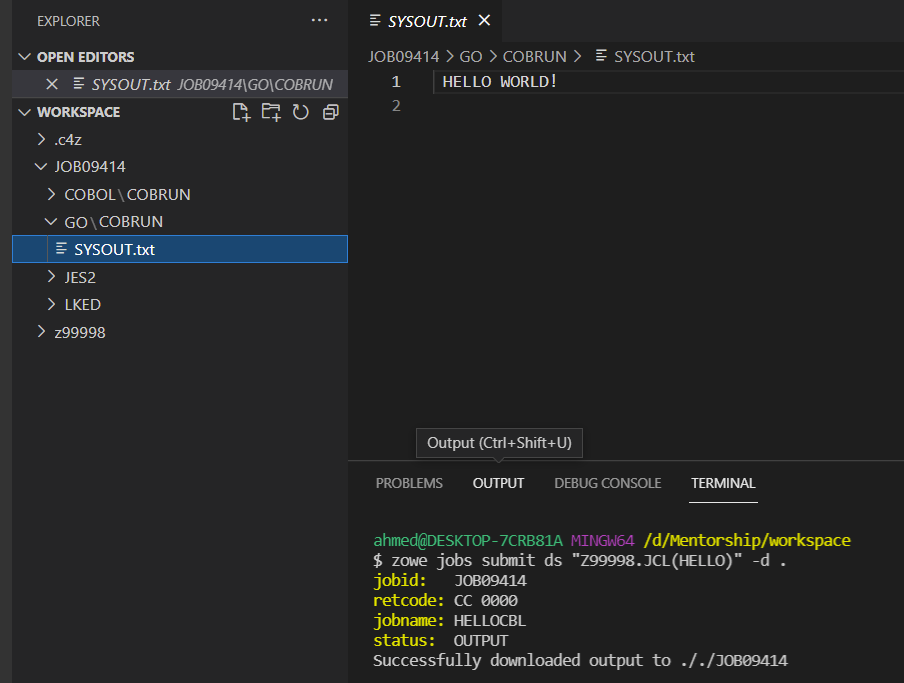 EXPLORER
...
OPEN EDITORS
SYSOUT.txt JOB09414\GO\COBRUN
WORKSPACE
.c4z
JOB09414
COBOL\COBRUN
GO\COBRUN
SYSOUT.txt
JES2
LKED
z99998
SYSOUT.txt
JOB09414 > GO > COBRUN > SYSOUT.txt
1 HELLO WORLD!
2
Output (Ctrl+Shift+U)
PROBLEMS OUTPUT DEBUG CONSOLE TERMINAL
ahmed@DESKTOP-7CRB81A MINGW64 /d/Mentorship/workspace
$ zowe jobs submit ds "Z99998.JCL(HELLO)" -d .
jobid: JOB09414
retcode: CC 0000
jobname: HELLOCBL
status: OUTPUT
Successfully downloaded output to ././JOB09414